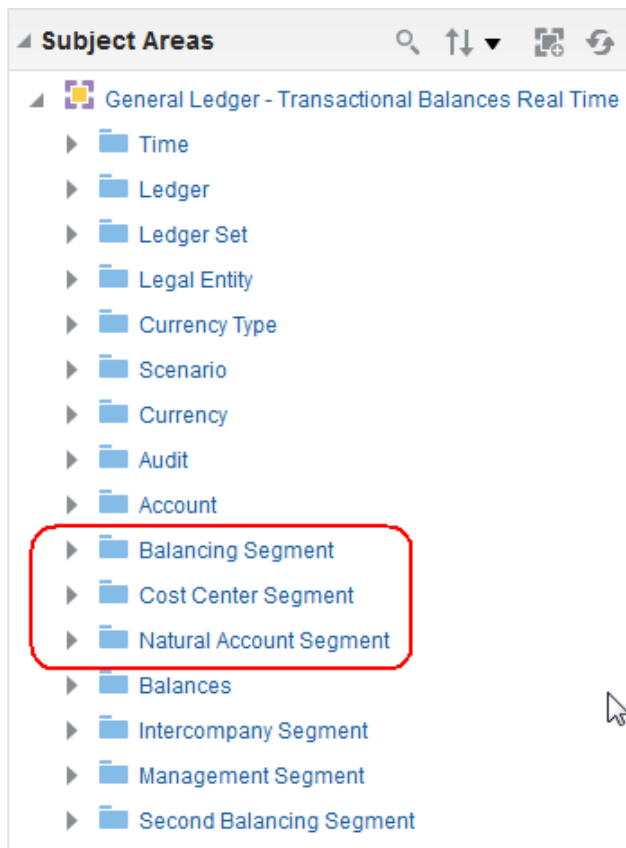 Subject Areas
General Ledger - Transactional Balances Real Time
Time
Ledger
Ledger Set
Legal Entity
Currency Type
Scenario
Currency
Audit
Account
Balancing Segment
Cost Center Segment
Natural Account Segment
Balances
Intercompany Segment
Management Segment
Second Balancing Segment